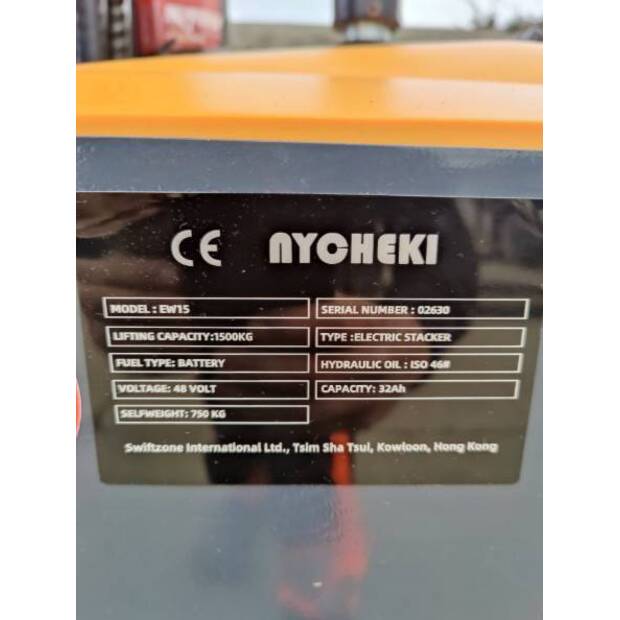 CE NYCHEKI
MODEL : EW15
SERIAL NUMBER : 02630
LIFTING CAPACITY:1500KG
TYPE : ELECTRIC STACKER
FUEL TYPE: BATTERY
HYDRAULIC OIL : ISO 46#
VOLTAGE: 48 VOLT
CAPACITY: 32Ah
SELFWEIGHT: 750 KG
Swiftzone International Ltd., Tsim Sha Tsui, Kowloon, Hong Kong